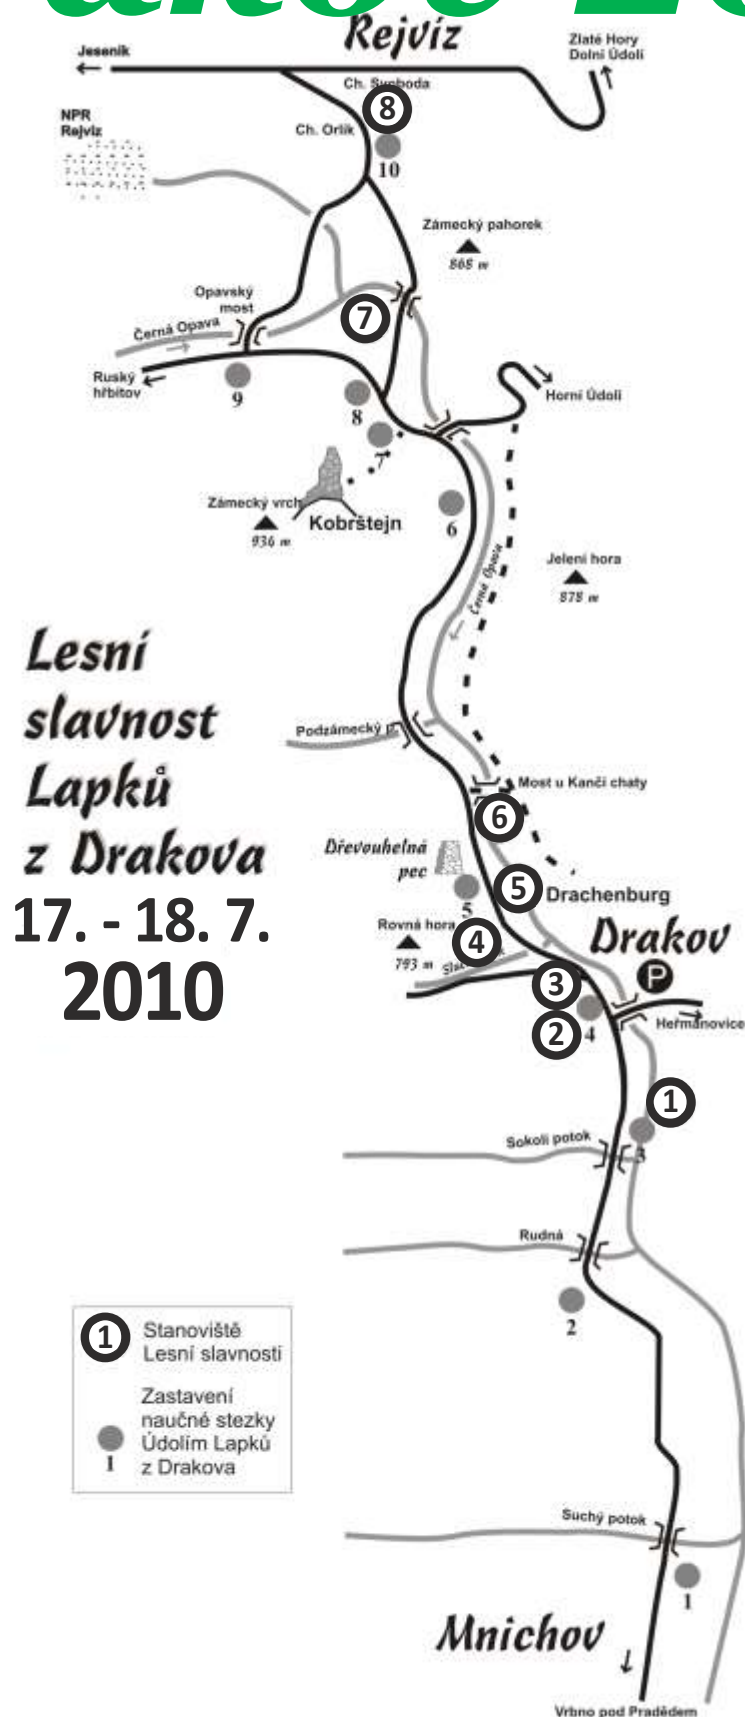 Rejvíz
Jeseník
Zlaté Hory
Dolní Údolí
Ch. Svoboda
8
NPR
Rejvíz
Ch. Orlík
10
Zámecký pahorek
868 m
Opavský
most
7
Černá Opava
Ruský
hřbitov
9
8
Horní Údolí
7
Zámecký vrch
936 m
Kobrštejn
6
Jelení hora
878 m
Černá Opava
Lesní
slavnost
Lapků
z Drakova
17. - 18. 7.
2010
Podzámecký p.
Most u Kančí chaty
6
Dřevouhelná
pec
5
5
Drachenburg
Rovná hora
793 m
4
Drakov
P
3
2
4
Heřmanovice
1
Sokolí potok
3
Rudná
2
1
Stanoviště
Lesní slavnosti
1
Zastavení
naučné stezky
Údolím Lapků
z Drakova
Suchý potok
1
Mnichov
Vrbno pod Pradědem